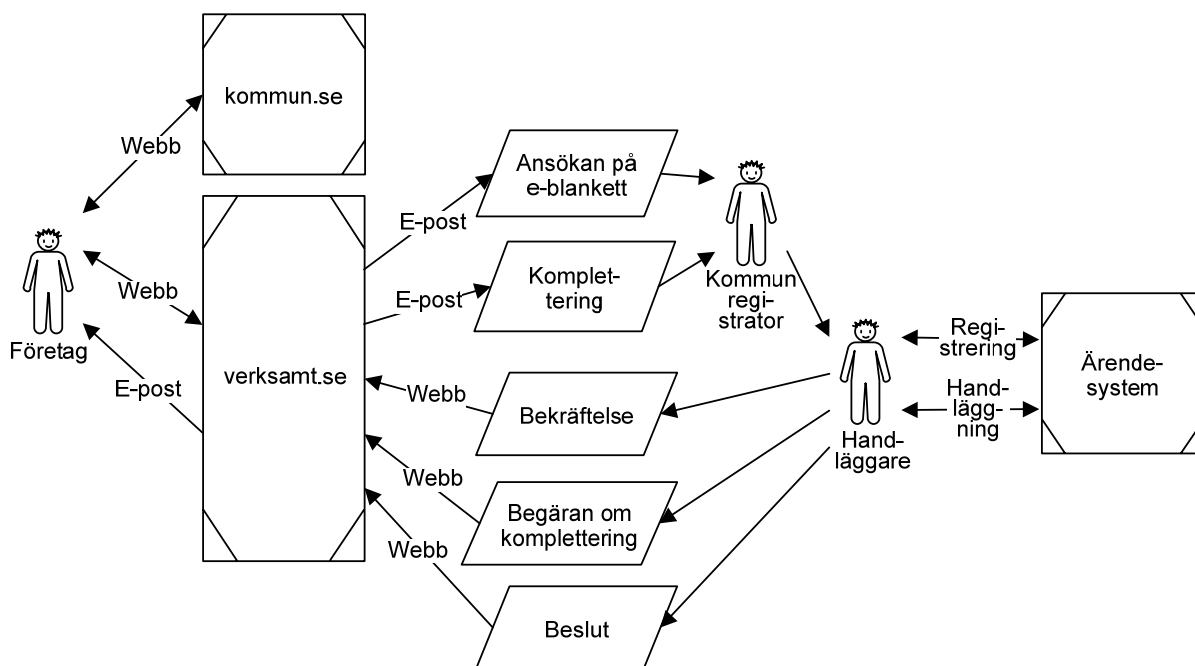 kommun.se
Webb
Ansökan på
e-blankett
E-post
Komplet-
tering
E-post
Webb
Företag
E-post
verksamt.se
Kommun
regi-
strator
Regi-
strering
Ärende-
system
Hand-
lägg-
ning
Hand-
läggare
Webb
Bekräftelse
Webb
Begäran om
komplettering
Webb
Beslut